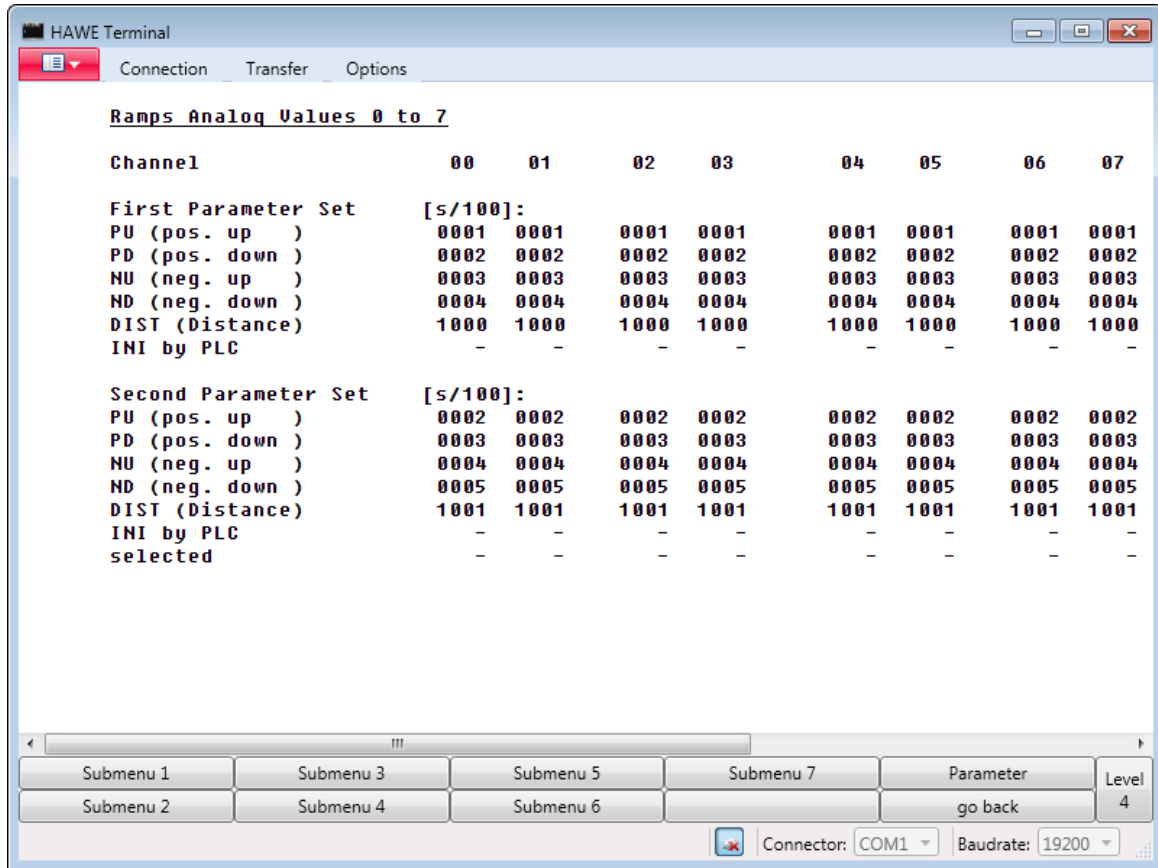 HAWE Terminal
Connection Transfer Options
Ramps Analog Values 0 to 7
Channel 00 01 02 03 04 05 06 07
First Parameter Set [s/100]:
PU (pos. up ) 0001 0001 0001 0001 0001 0001 0001 0001
PD (pos. down ) 0002 0002 0002 0002 0002 0002 0002 0002
NU (neg. up ) 0003 0003 0003 0003 0003 0003 0003 0003
ND (neg. down ) 0004 0004 0004 0004 0004 0004 0004 0004
DIST (Distance) 1000 1000 1000 1000 1000 1000 1000 1000
INI by PLC - - - - - - - -
Second Parameter Set [s/100]:
PU (pos. up ) 0002 0002 0002 0002 0002 0002 0002 0002
PD (pos. down ) 0003 0003 0003 0003 0003 0003 0003 0003
NU (neg. up ) 0004 0004 0004 0004 0004 0004 0004 0004
ND (neg. down ) 0005 0005 0005 0005 0005 0005 0005 0005
DIST (Distance) 1001 1001 1001 1001 1001 1001 1001 1001
INI by PLC - - - - - - - -
selected - - - - - - - -
Submenu 1 Submenu 3 Submenu 5 Submenu 7 Parameter Level
Submenu 2 Submenu 4 Submenu 6 go back 4
Connector: COM1 Baudrate: 19200